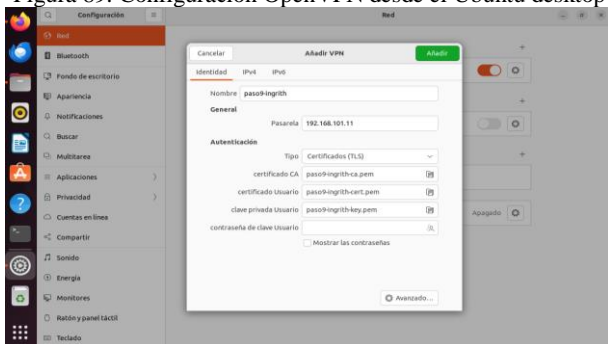 Figura 89. Configuración OpenVPN desde el Ubuntu desktop
Configuración
Red
Red
Bluetooth
Fondo de escritorio
Apariencia
Notificaciones
Buscar
Multitarea
Aplicaciones
Privacidad
Cuentas en línea
Compartir
Sonido
Energía
Monitores
Ratón y panel táctil
Teclado
Cancelar
Añadir VPN
Añadir
Identidad IPv4 IPv6
Nombre paso9-ingrith
General
Pasarela 192.168.101.11
Autenticación
Tipo Certificados (TLS)
certificado CA paso9-ingrith-ca.pem
certificado Usuario paso9-ingrith-cert.pem
clave privada Usuario paso9-ingrith-key.pem
contraseña de clave Usuario
Mostrar las contraseñas
Avanzado...
Apagado